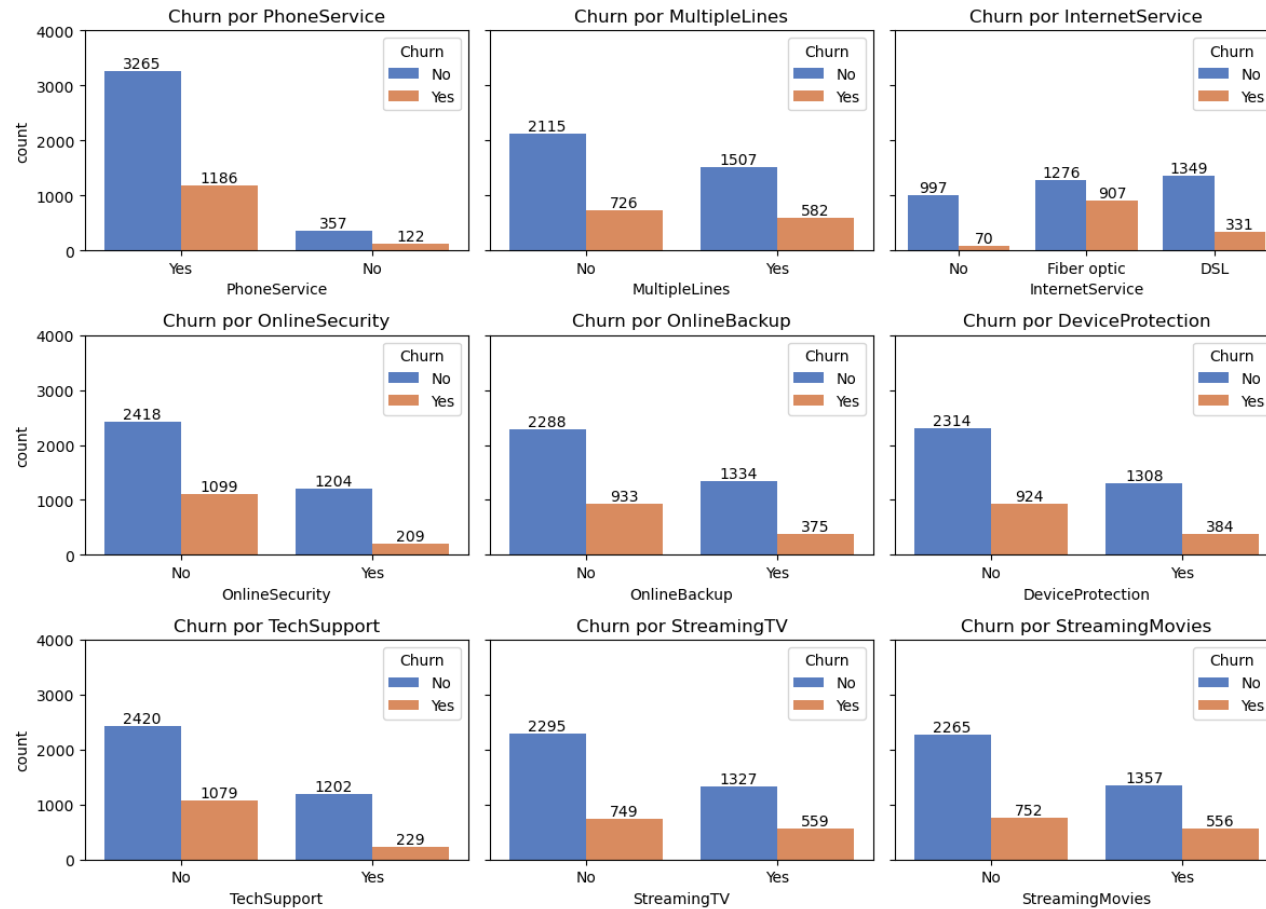 Churn por PhoneService
Churn por MultipleLines
Churn por InternetService
4000
3000
2000
1000
0
count
3265
1186
357
122
Churn
No
Yes
Yes
No
PhoneService
2115
726
1507
582
Churn
No
Yes
No
Yes
MultipleLines
997
70
1276
907
1349
331
Churn
No
Yes
No
Fiber optic
DSL
InternetService
Churn por OnlineSecurity
Churn por OnlineBackup
Churn por DeviceProtection
4000
3000
2000
1000
0
count
2418
1099
1204
209
Churn
No
Yes
No
Yes
OnlineSecurity
2288
933
1334
375
Churn
No
Yes
No
Yes
OnlineBackup
2314
924
1308
384
Churn
No
Yes
No
Yes
DeviceProtection
Churn por TechSupport
Churn por StreamingTV
Churn por StreamingMovies
4000
3000
2000
1000
0
count
2420
1079
1202
229
Churn
No
Yes
No
Yes
TechSupport
2295
749
1327
559
Churn
No
Yes
No
Yes
StreamingTV
2265
752
1357
556
Churn
No
Yes
No
Yes
StreamingMovies